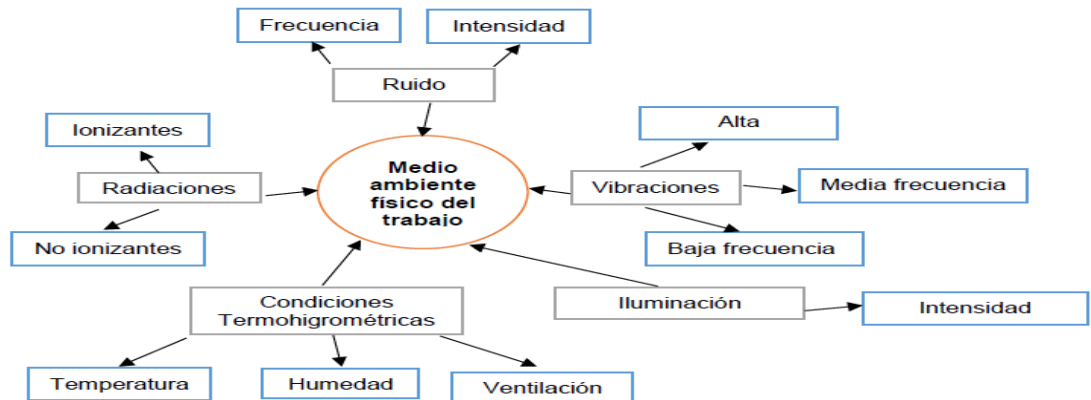 Frecuencia
Intensidad
Ruido
Ionizantes
Alta
Radiaciones
Medio
ambiente
físico del
trabajo
Vibraciones
Media frecuencia
No ionizantes
Baja frecuencia
Condiciones
Termohigrométricas
Iluminación
Intensidad
Temperatura
Humedad
Ventilación